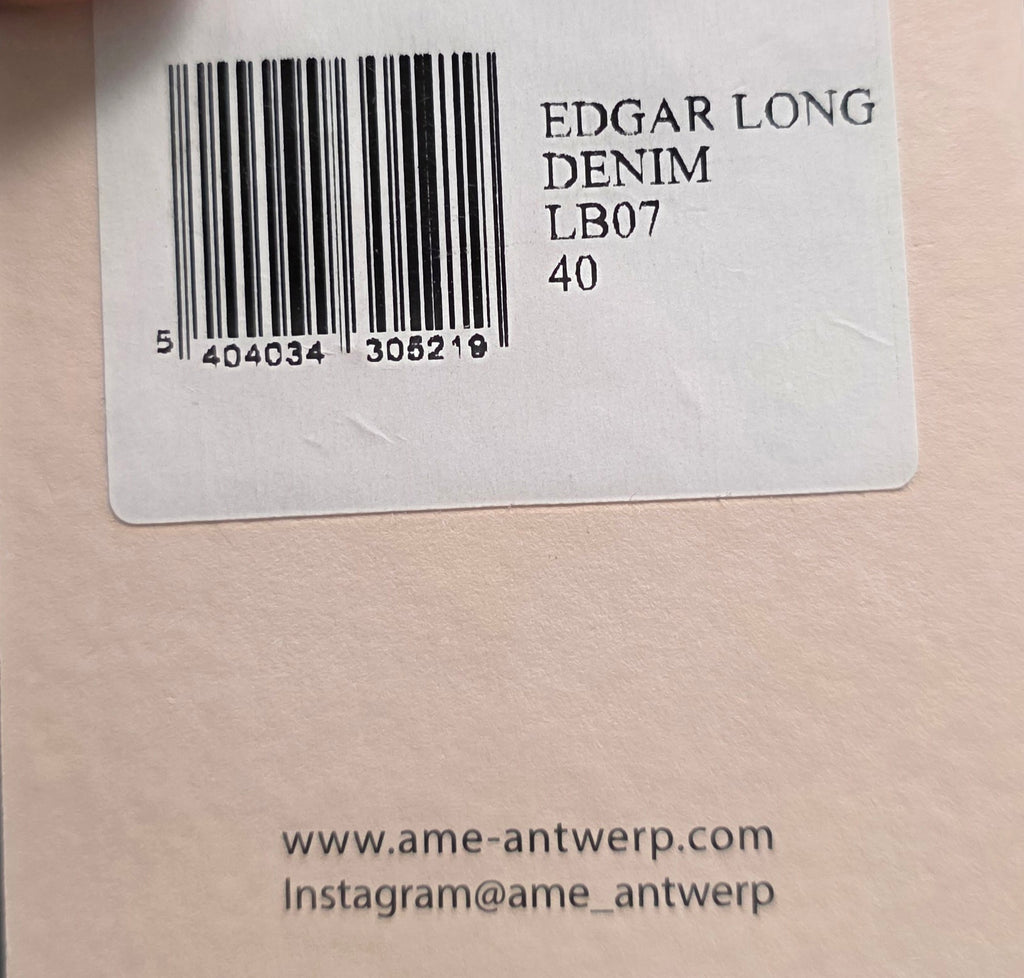 EDGAR LONG
DENIM
LB07
40
5 404034 305219
www.ame-antwerp.com
Instagram@ame_antwerp